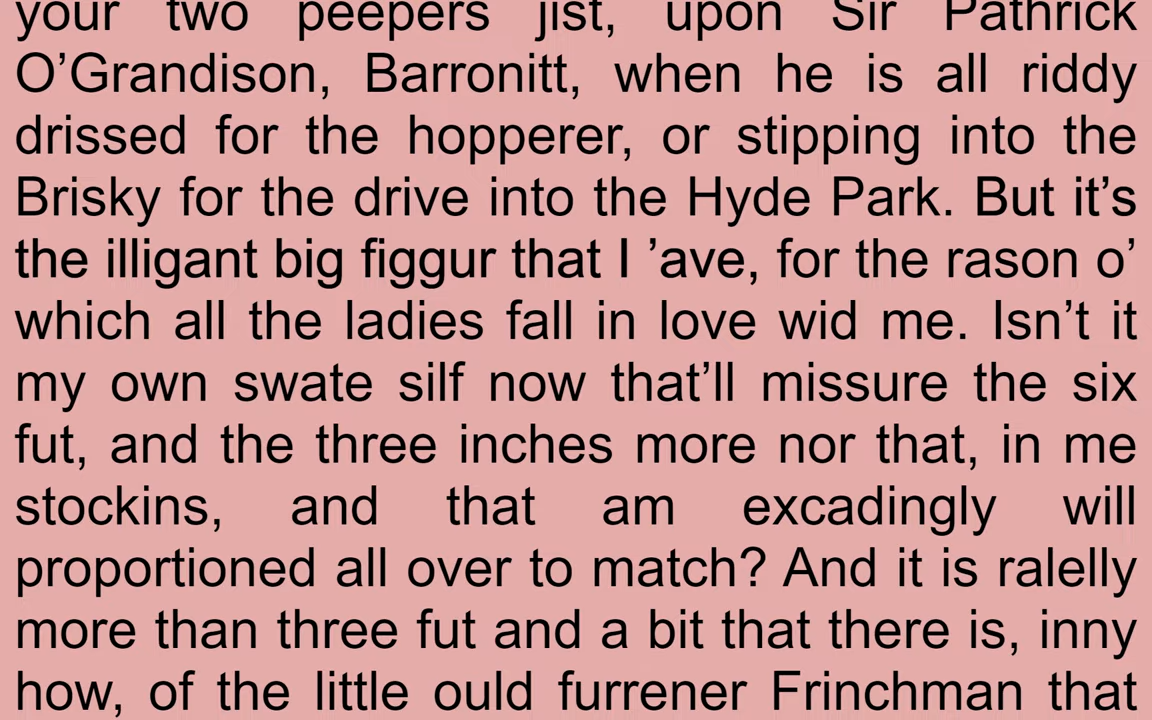 your two peepers jist, upon Sir Pathrick
O’Grandison, Barronitt, when he is all riddy
drissed for the hopperer, or stipping into the
Brisky for the drive into the Hyde Park. But it’s
the illigant big figgur that I ’ave, for the rason o’
which all the ladies fall in love wid me. Isn’t it
my own swate silf now that’ll missure the six
fut, and the three inches more nor that, in me
stockins, and that am excadingly will
proportioned all over to match? And it is ralelly
more than three fut and a bit that there is, inny
how, of the little ould furrener Frinchman that